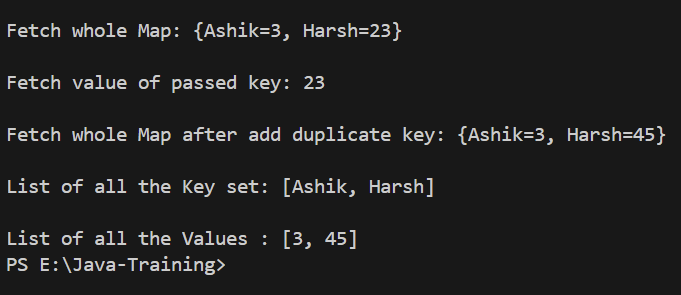 Fetch whole Map: {Ashik=3, Harsh=23}
Fetch value of passed key: 23
Fetch whole Map after add duplicate key: {Ashik=3, Harsh=45}
List of all the Key set: [Ashik, Harsh]
List of all the Values : [3, 45]
PS E:\Java-Training>